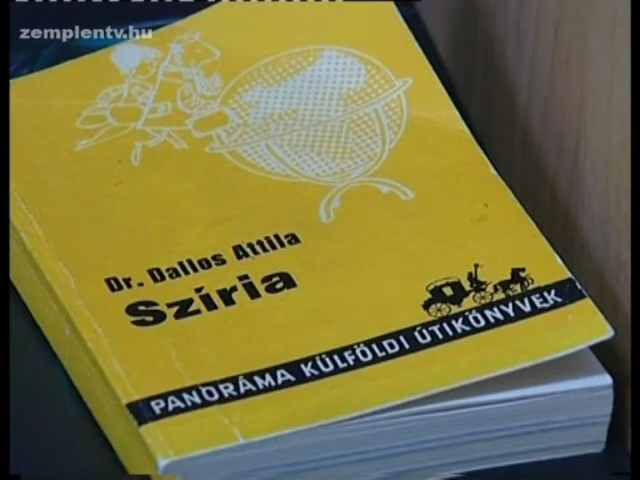 zemplentv.hu
Dr. Dallos Attila
Szíria
PANORÁMA KÜLFÖLDI ÚTIKÖNYVEK